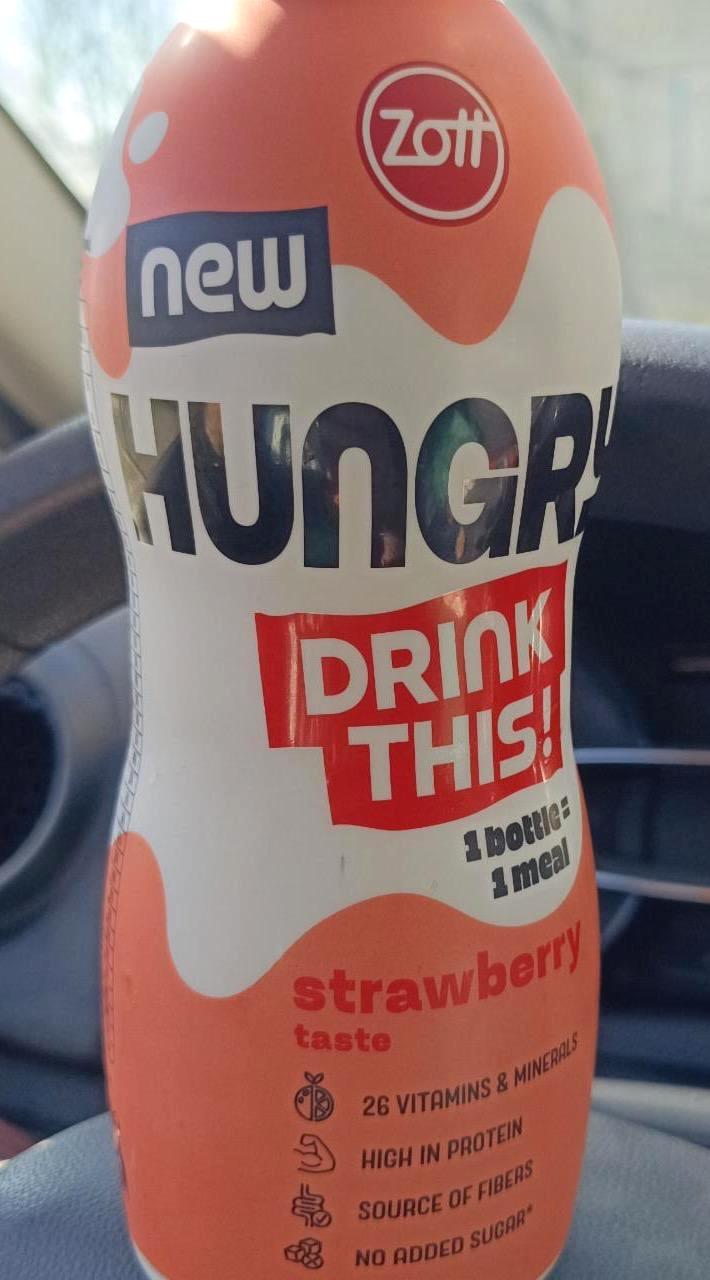 Zott
new
HUNGRY
DRINK
THIS!
1 bottle =
1 meal
strawberry
taste
26 VITAMINS & MINERALS
HIGH IN PROTEIN
SOURCE OF FIBERS
NO ADDED SUGAR*